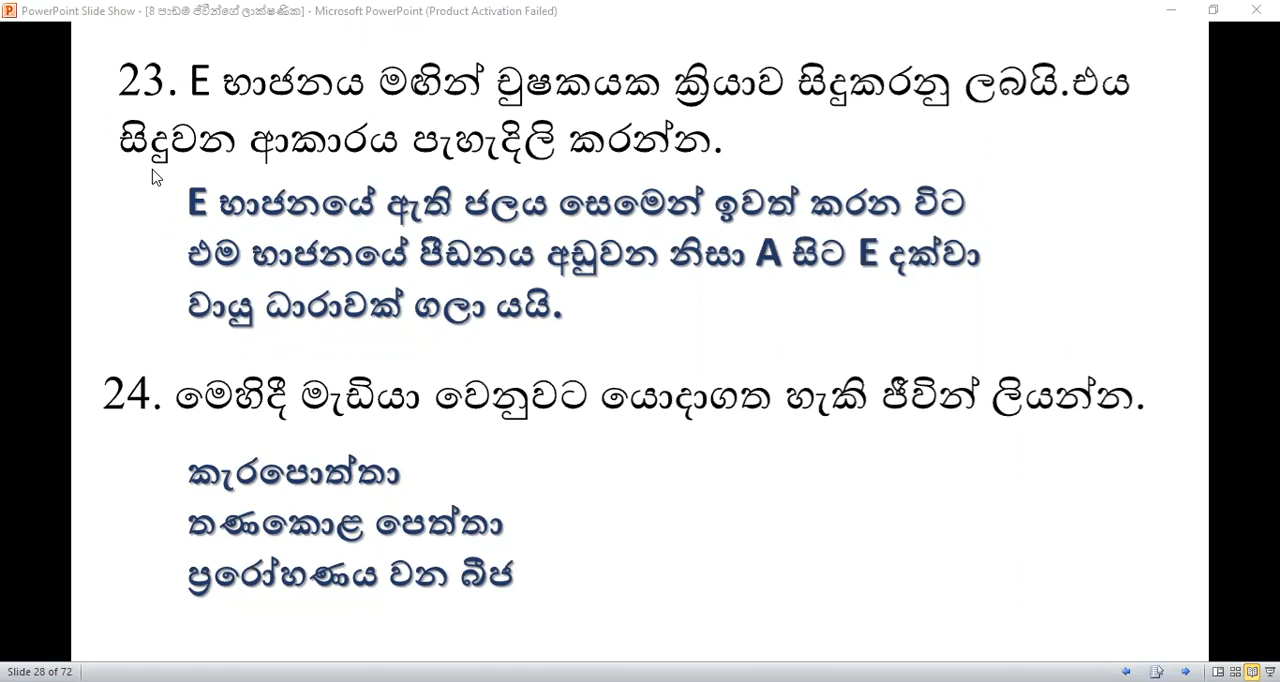 PowerPoint Slide Show - [8 පාඩම ජීවීන්ගේ ලාක්ෂණික] - Microsoft PowerPoint (Product Activation Failed)
23. E භාජනය මඟින් චුෂකයක ක්‍රියාව සිදුකරනු ලබයි.එය
සිදුවන ආකාරය පැහැදිලි කරන්න.
E භාජනයේ ඇති ජලය සෙමෙන් ඉවත් කරන විට
එම භාජනයේ පීඩනය අඩුවන නිසා A සිට E දක්වා
වායු ධාරාවක් ගලා යයි.
24. මෙහිදී මැඩියා වෙනුවට යොදාගත හැකි ජීවින් ලියන්න.
කැරපොත්තා
තණකොළ පෙත්තා
ප්‍රරෝහණය වන බීජ
Slide 28 of 72